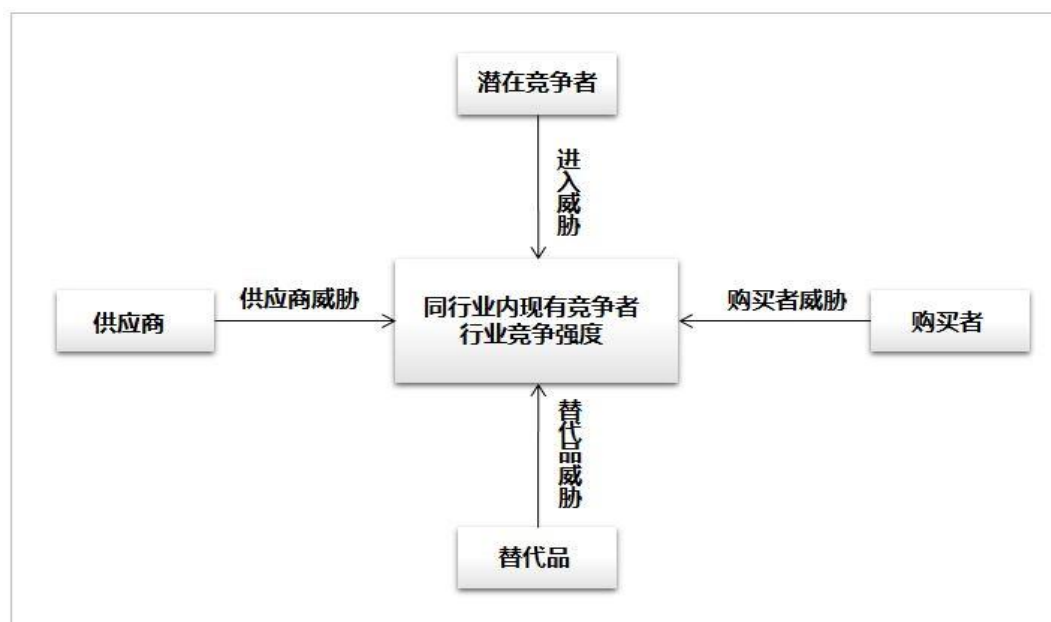 潜在竞争者
进入威胁
供应商
供应商威胁
同行业内现有竞争者
行业竞争强度
购买者威胁
购买者
替代品威胁
替代品